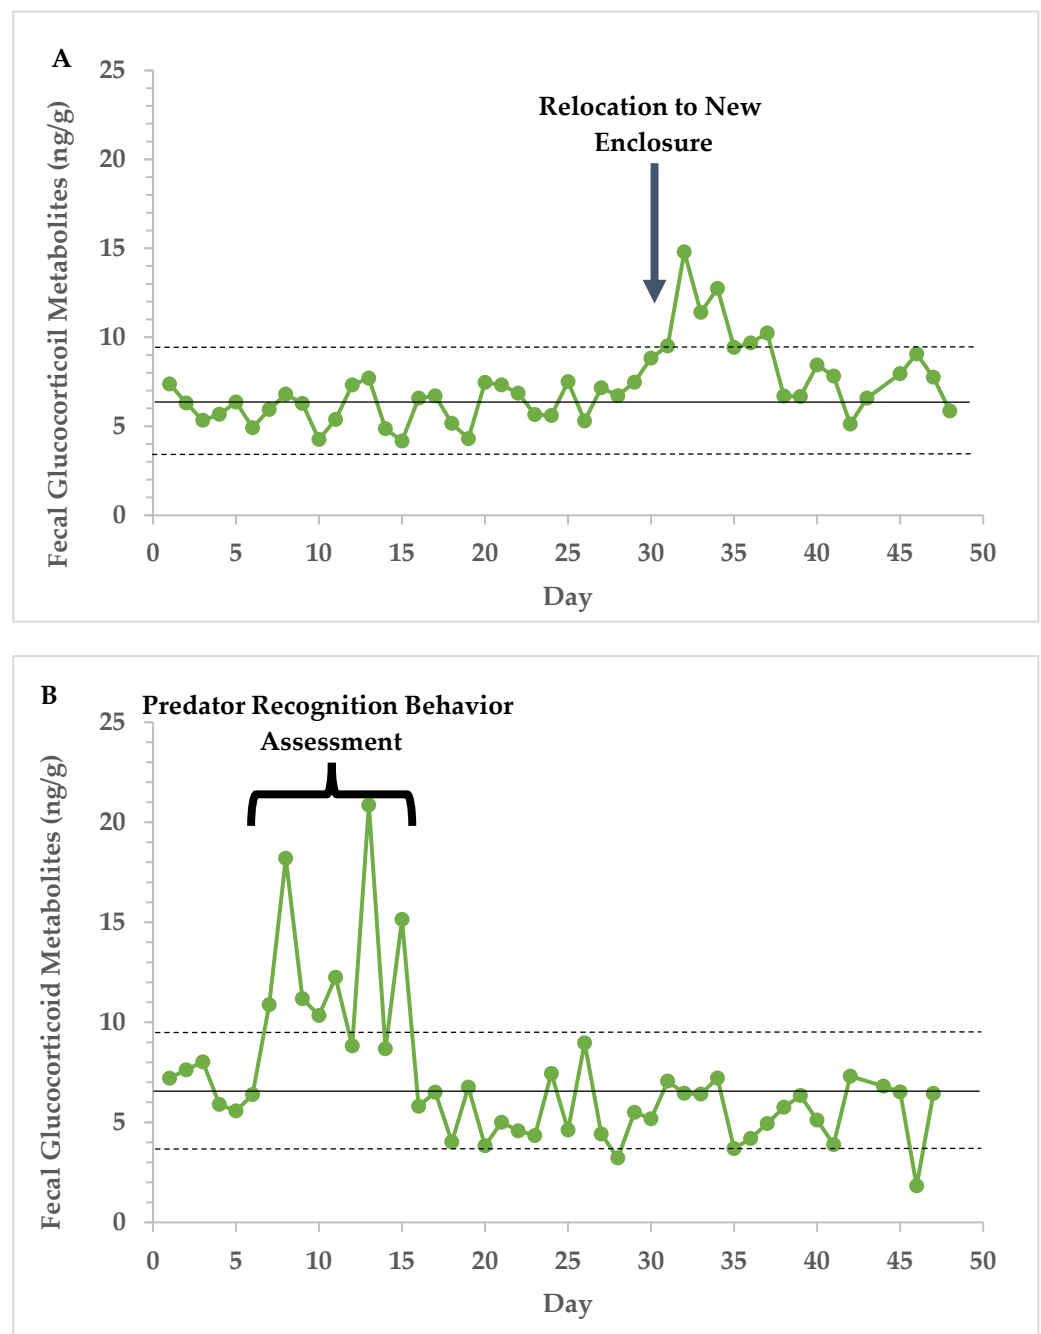 A
Relocation to New
Enclosure
Fecal Glucocorticoil Metabolites (ng/g)
25
20
15
10
5
0
0 5 10 15 20 25 30 35 40 45 50
Day
B
Predator Recognition Behavior
Assessment
Fecal Glucocorticoid Metabolites (ng/g)
25
20
15
10
5
0
0 5 10 15 20 25 30 35 40 45 50
Day